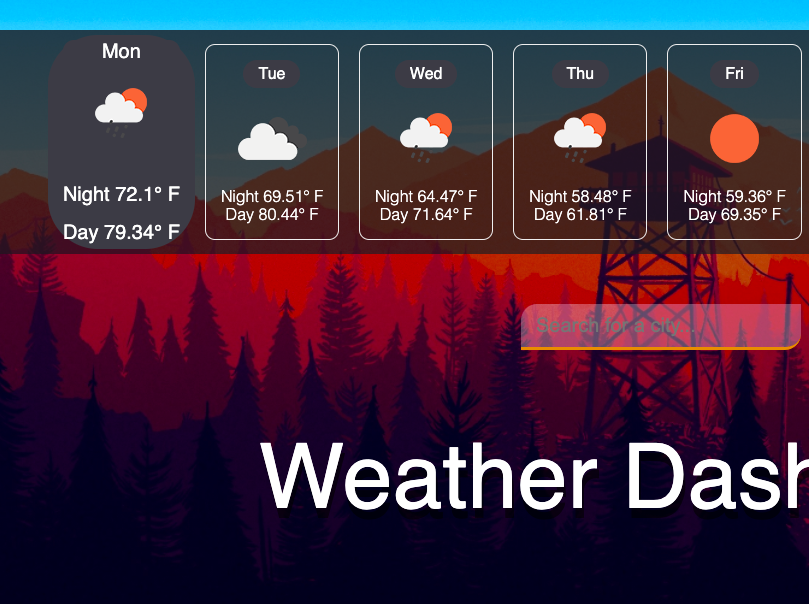 Mon
Night 72.1° F
Day 79.34° F
Tue
Night 69.51° F
Day 80.44° F
Wed
Night 64.47° F
Day 71.64° F
Thu
Night 58.48° F
Day 61.81° F
Fri
Night 59.36° F
Day 69.35° F
Search for a city...
Weather Dash